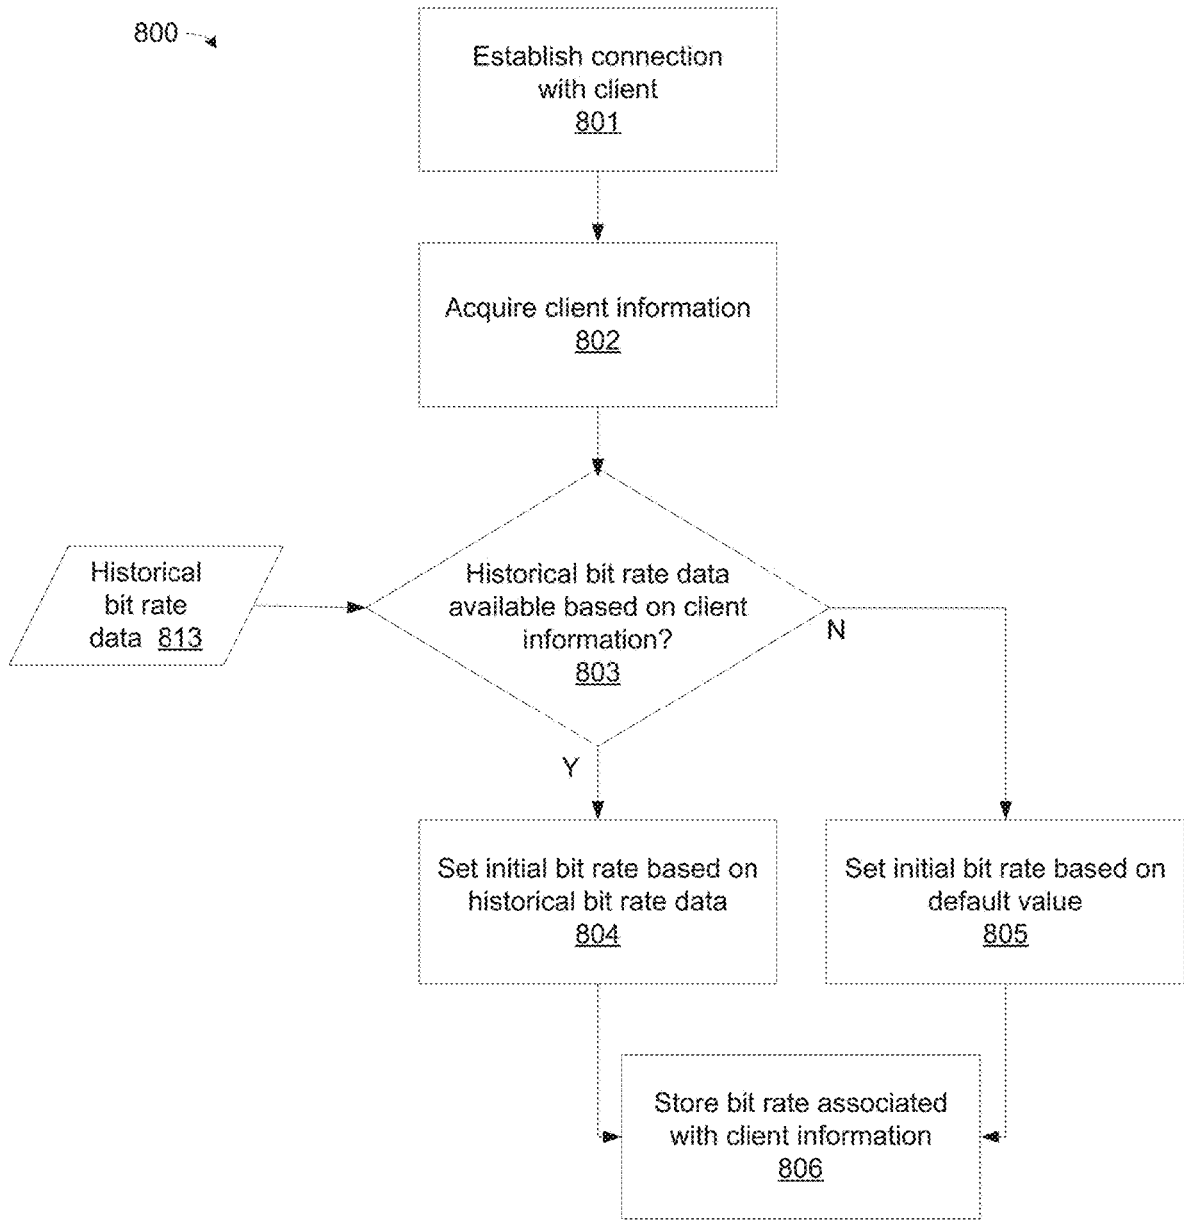 800
Establish connection
with client
801
Acquire client information
802
Historical
bit rate
data 813
Historical bit rate data
available based on client
information?
803
N
Y
Set initial bit rate based on
historical bit rate data
804
Set initial bit rate based on
default value
805
Store bit rate associated
with client information
806